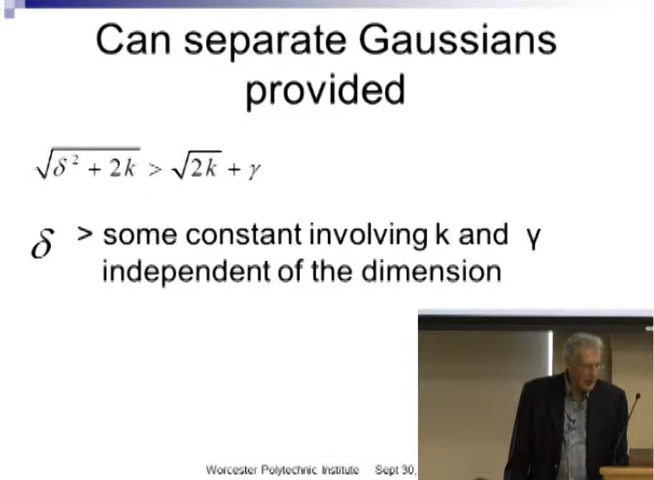 Can separate Gaussians
provided
√(δ² + 2k) > √(2k) + γ
δ > some constant involving k and γ
independent of the dimension
Worcester Polytechnic Institute Sept 30,